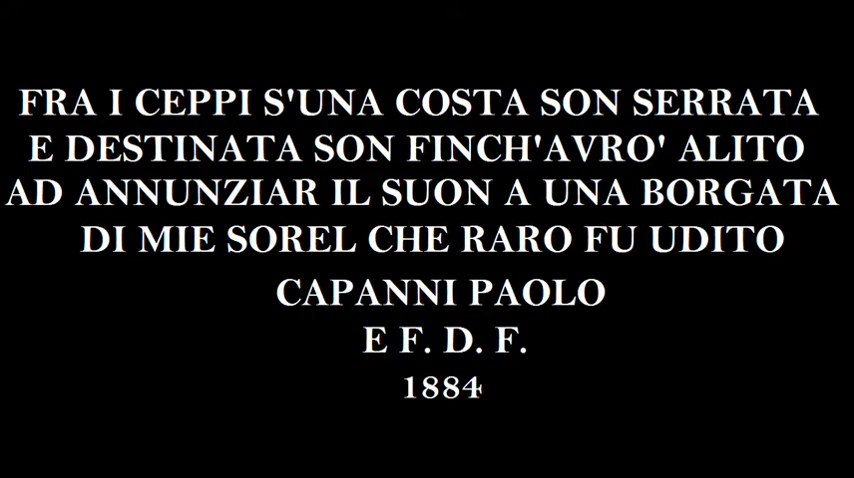 FRA I CEPPI S'UNA COSTA SON SERRATA
E DESTINATA SON FINCH'AVRO' ALITO
AD ANNUNZIAR IL SUON A UNA BORGATA
DI MIE SOREL CHE RARO FU UDITO
CAPANNI PAOLO
E F. D. F.
1884